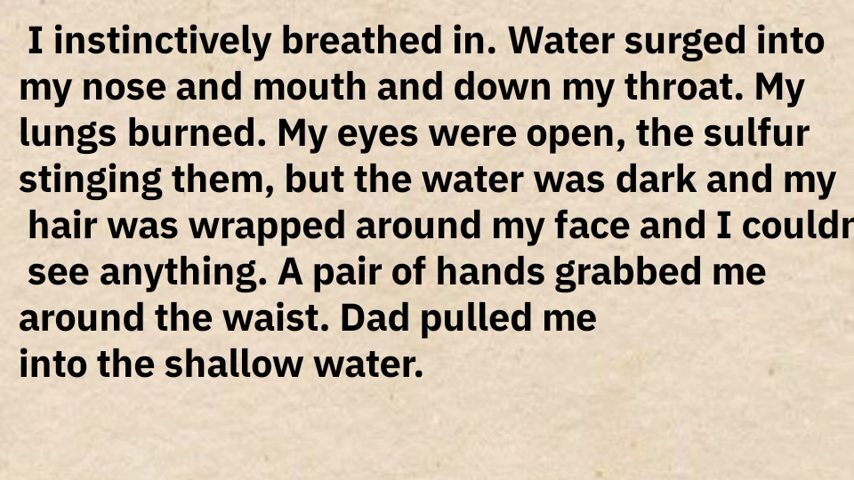 I instinctively breathed in. Water surged into
my nose and mouth and down my throat. My
lungs burned. My eyes were open, the sulfur
stinging them, but the water was dark and my
hair was wrapped around my face and I couldn
see anything. A pair of hands grabbed me
around the waist. Dad pulled me
into the shallow water.